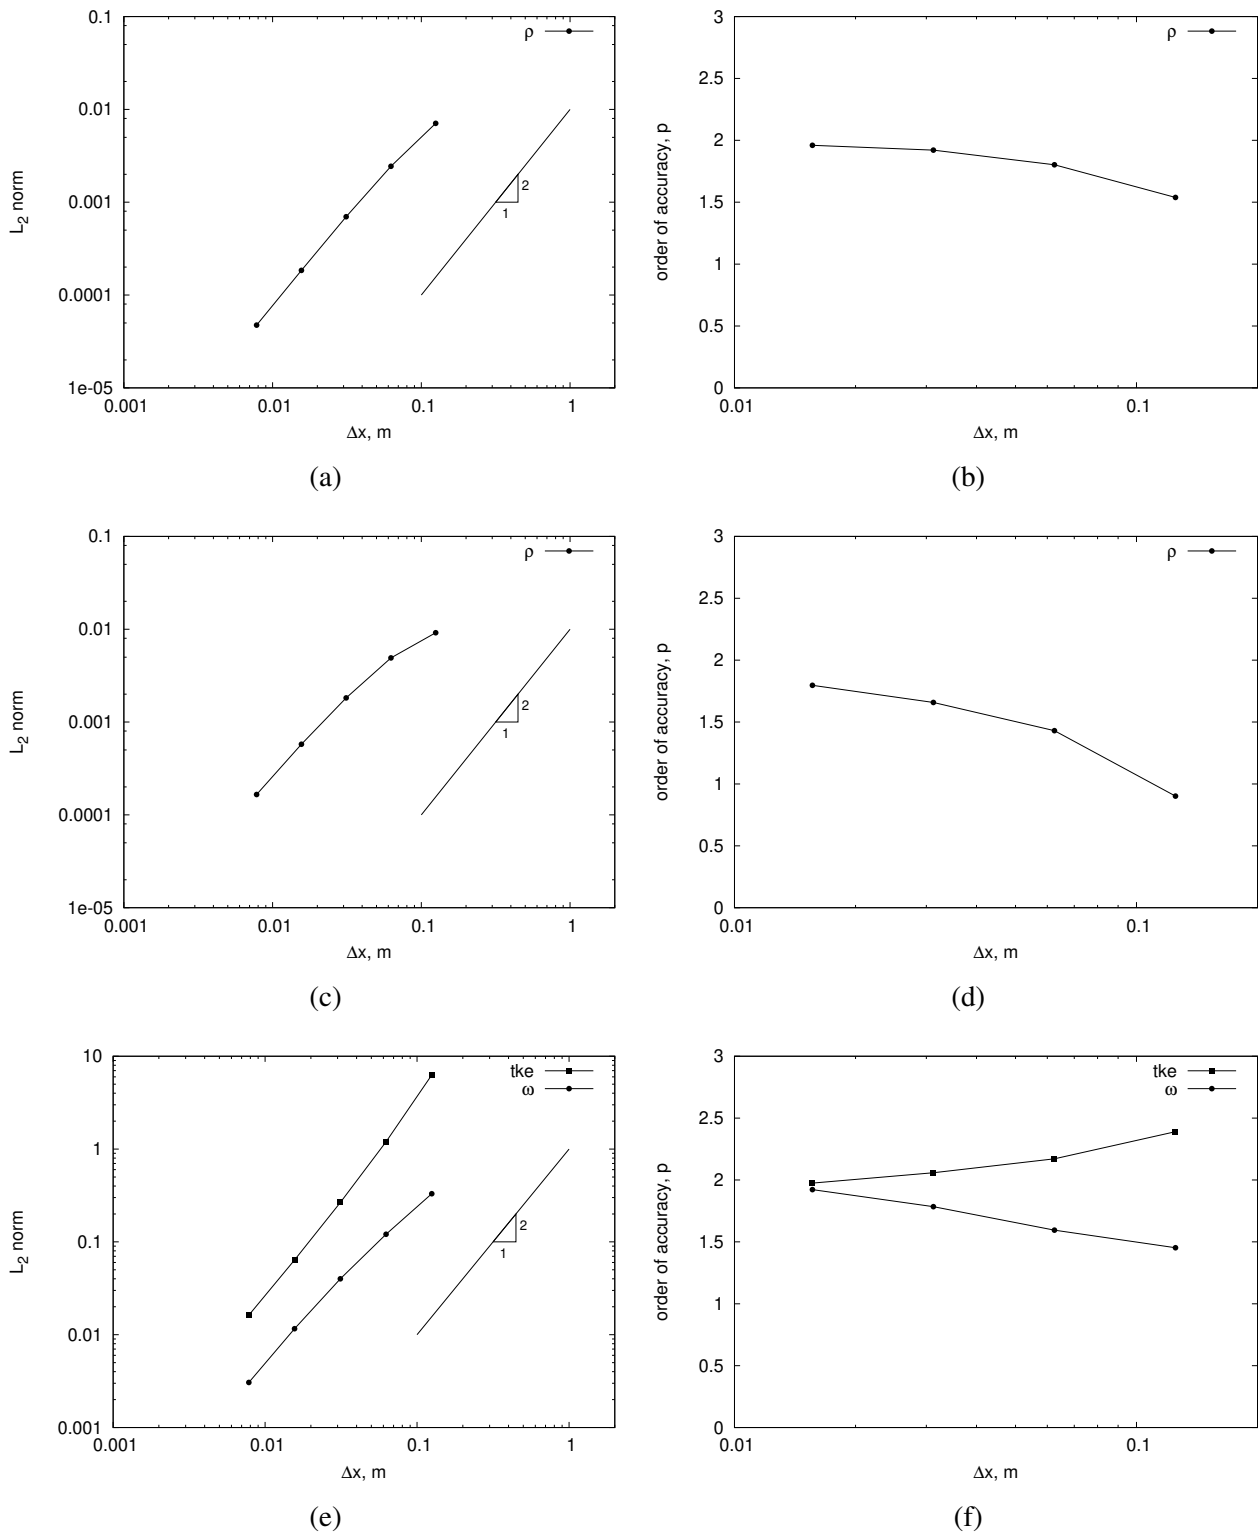 0.1
0.01
0.001
0.0001
1e-05
0.001
0.01
0.1
1
L2 norm
Δx, m
ρ
2
1
(a)
3
2.5
2
1.5
1
0.5
0
0.01
0.1
order of accuracy, p
Δx, m
ρ
(b)
0.1
0.01
0.001
0.0001
1e-05
0.001
0.01
0.1
1
L2 norm
Δx, m
ρ
2
1
(c)
3
2.5
2
1.5
1
0.5
0
0.01
0.1
order of accuracy, p
Δx, m
ρ
(d)
10
1
0.1
0.01
0.001
0.001
0.01
0.1
1
L2 norm
Δx, m
tke
ω
2
1
(e)
3
2.5
2
1.5
1
0.5
0
0.01
0.1
order of accuracy, p
Δx, m
tke
ω
(f)